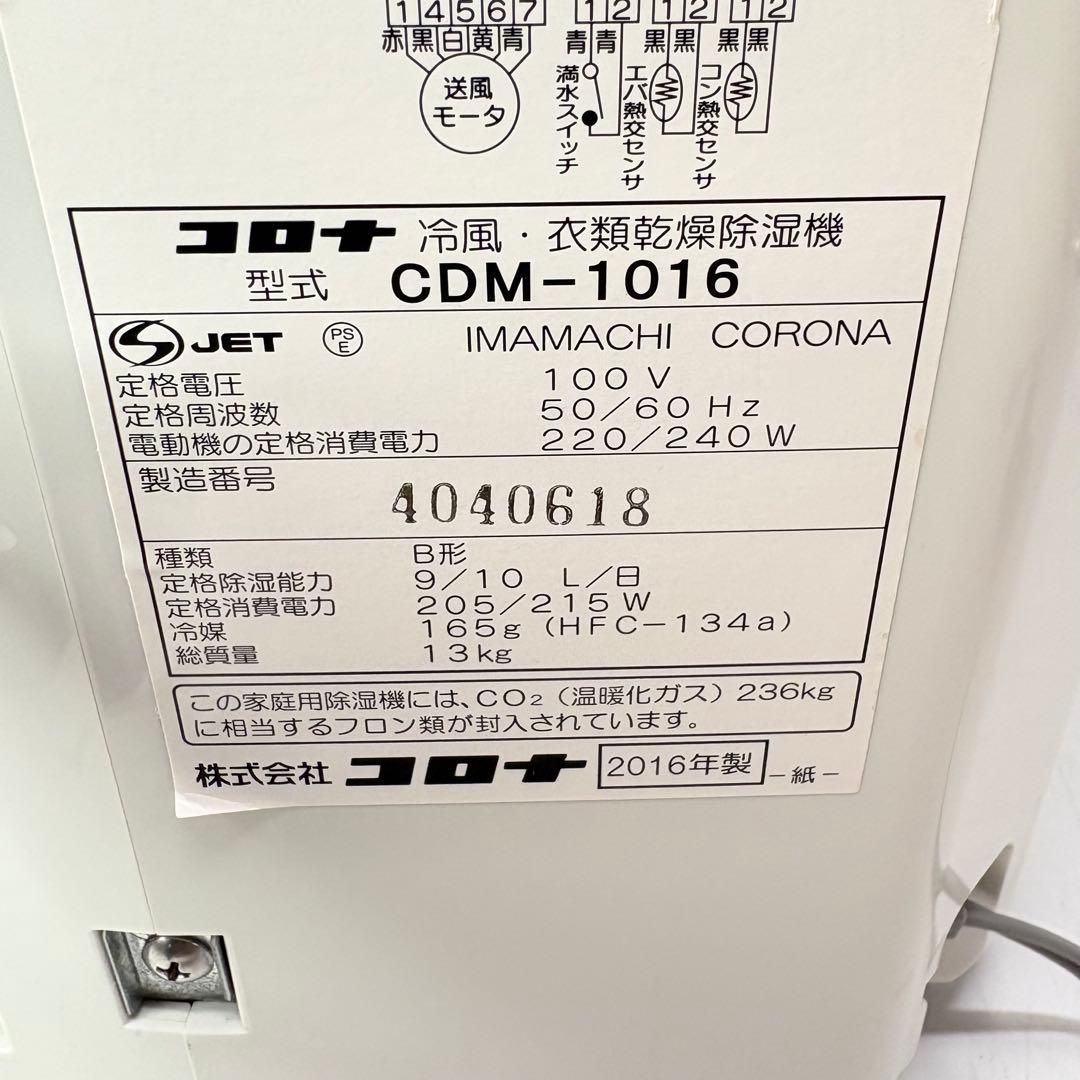 1 4 5 6 7 1 2 1 2 1 2
赤 黒 白 黄 青 青 青 黒 黒 黒 黒
送風
モータ
満水スイッチ
エバ熱交センサ
コン熱交センサ
コロナ 冷風・衣類乾燥除湿機
型式 CDM-1016
S JET PSE IMAMACHI CORONA
定格電圧 100V
定格周波数 50/60Hz
電動機の定格消費電力 220/240W
製造番号 4040618
種類 B形
定格除湿能力 9/10 L/日
定格消費電力 205/215W
冷媒 165g(HFC-134a)
総質量 13kg
この家庭用除湿機には、CO₂(温暖化ガス)236kg
に相当するフロン類が封入されています。
株式会社 コロナ 2016年製 -紙-